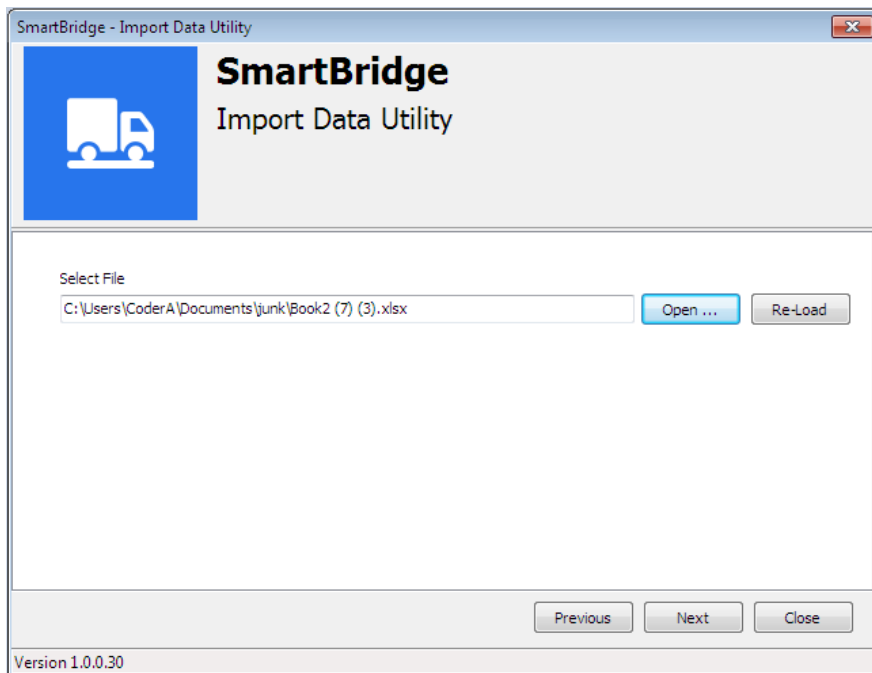 SmartBridge - Import Data Utility
SmartBridge
Import Data Utility
Select File
C:\Users\CoderA\Documents\junk\Book2 (7) (3).xlsx
Open ...
Re-Load
Previous
Next
Close
Version 1.0.0.30